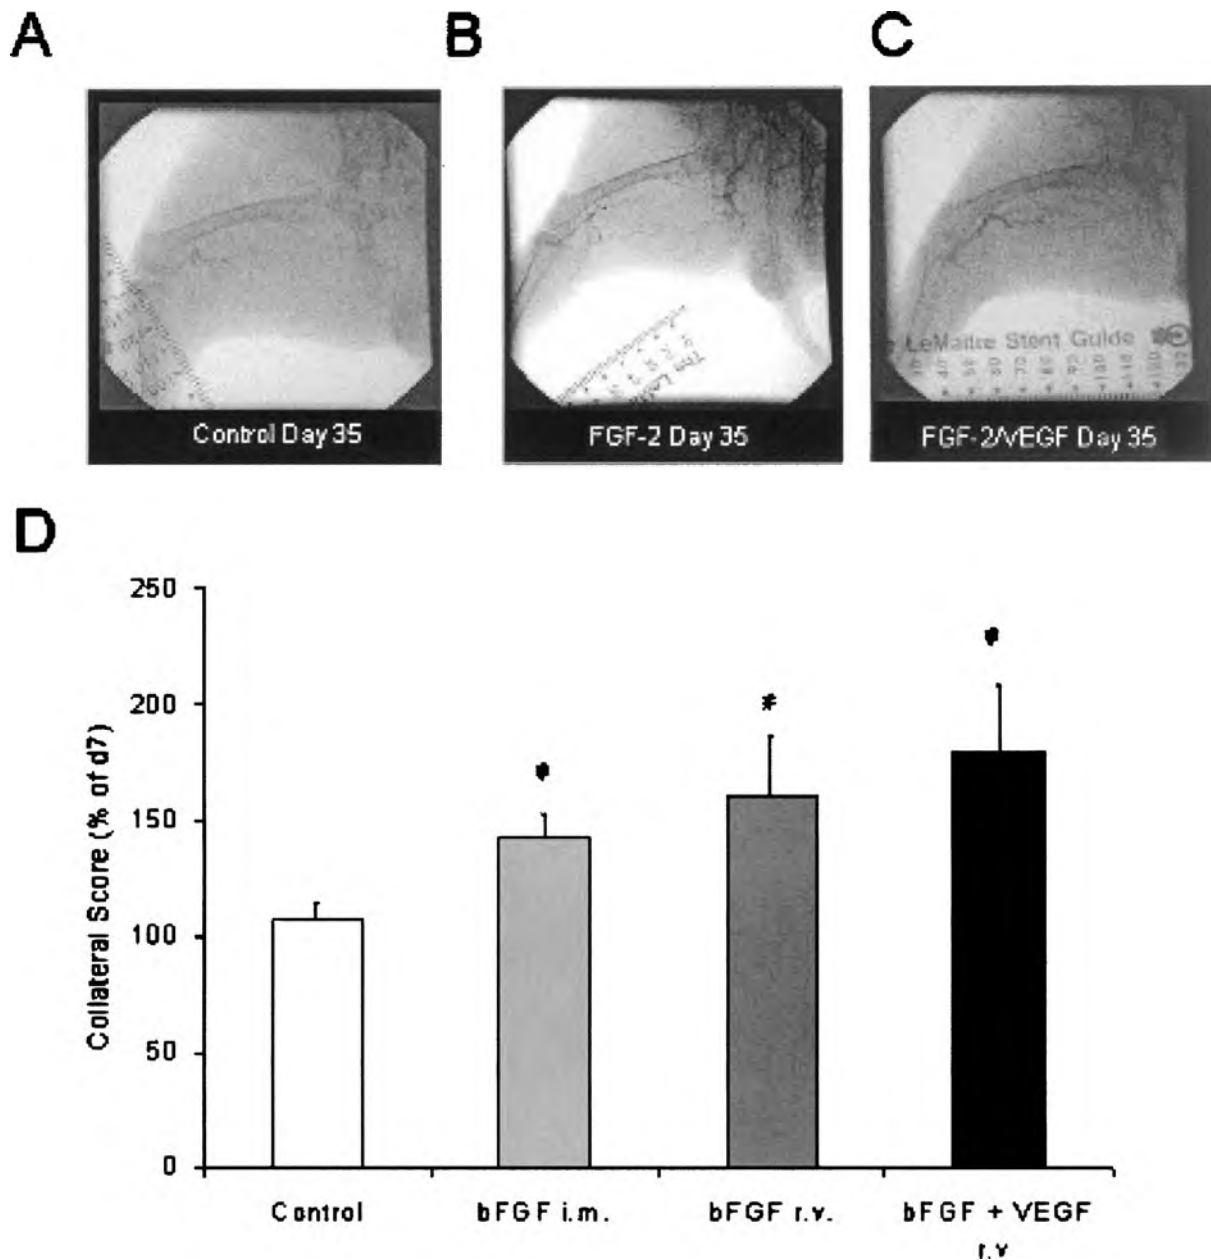 A
B
C
LeMaitre Stent Guide
Control Day 35
FGF-2 Day 35
FGF-2/VEGF Day 35
D
250
200
150
100
50
0
Collateral Score (% of d7)
#
Control
bFGF i.m.
bFGF r.v.
bFGF + VEGF
r.v